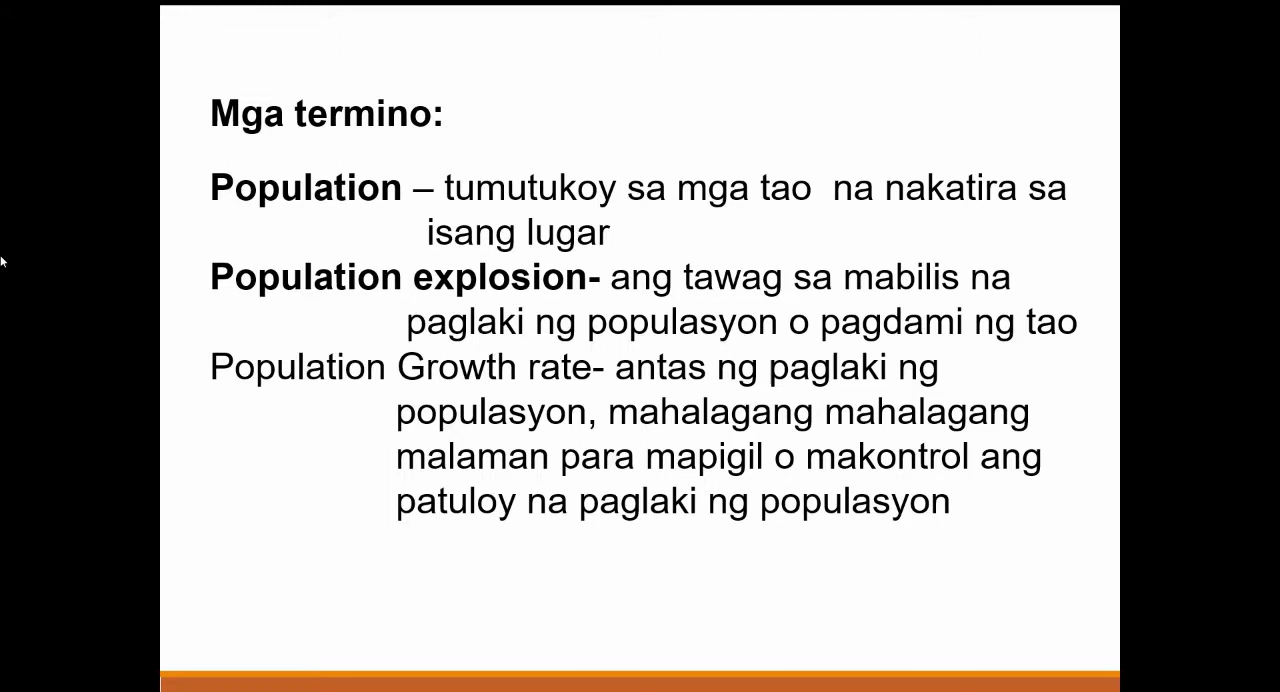 Mga termino:
Population – tumutukoy sa mga tao  na nakatira sa
isang lugar
Population explosion- ang tawag sa mabilis na
paglaki ng populasyon o pagdami ng tao
Population Growth rate- antas ng paglaki ng
populasyon, mahalagang mahalagang
malaman para mapigil o makontrol ang
patuloy na paglaki ng populasyon